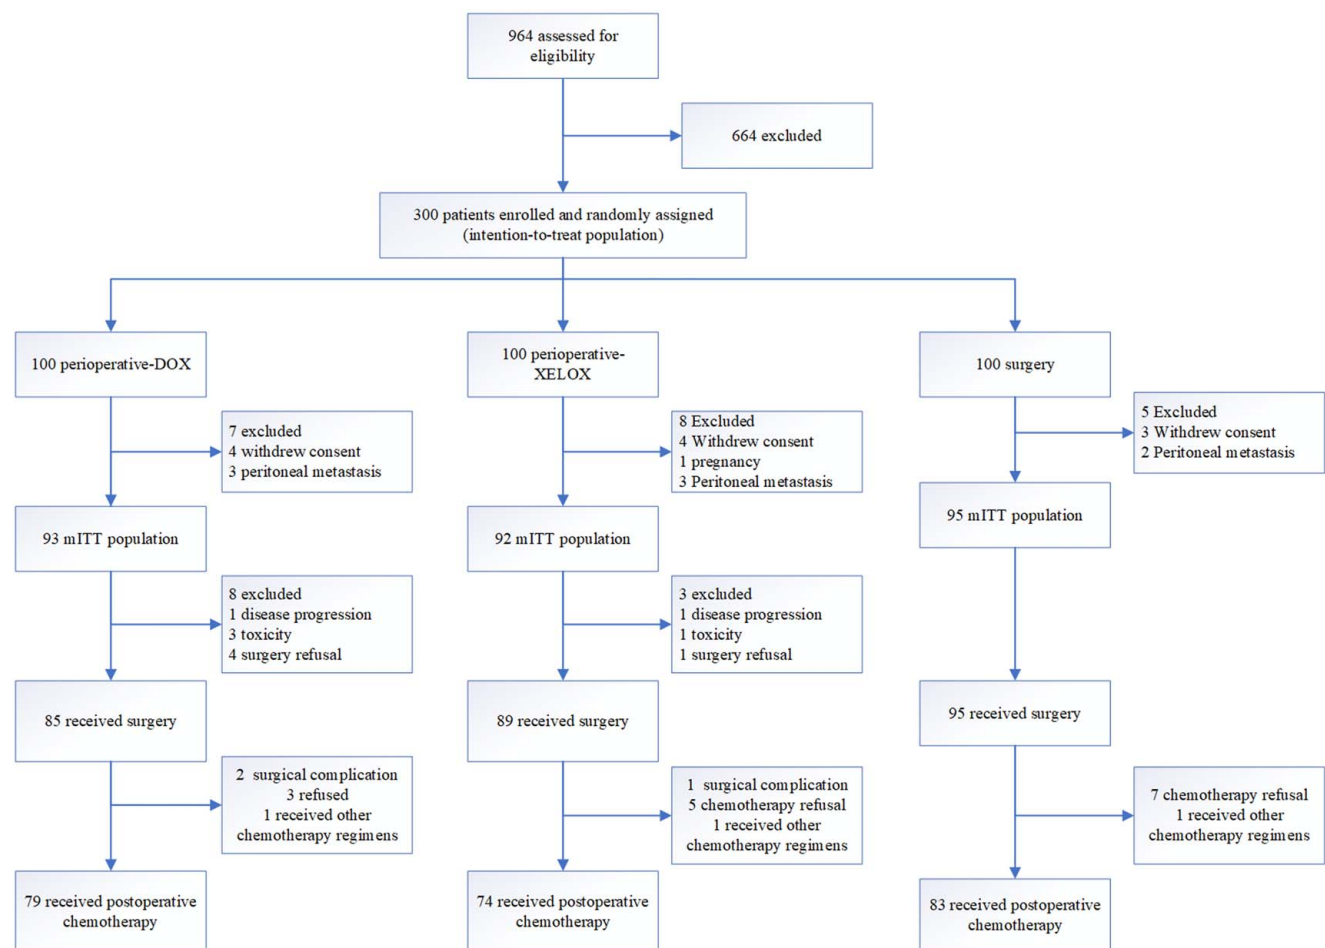 964 assessed for
eligibility
664 excluded
300 patients enrolled and randomly assigned
(intention-to-treat population)
100 perioperative-DOX
100 perioperative-
XELOX
100 surgery
7 excluded
4 withdrew consent
3 peritoneal metastasis
8 Excluded
4 Withdrew consent
1 pregnancy
3 Peritoneal metastasis
5 Excluded
3 Withdrew consent
2 Peritoneal metastasis
93 mITT population
92 mITT population
95 mITT population
8 excluded
1 disease progression
3 toxicity
4 surgery refusal
3 excluded
1 disease progression
1 toxicity
1 surgery refusal
85 received surgery
89 received surgery
95 received surgery
2 surgical complication
3 refused
1 received other
chemotherapy regimens
1 surgical complication
5 chemotherapy refusal
1 received other
chemotherapy regimens
7 chemotherapy refusal
1 received other
chemotherapy regimens
79 received postoperative
chemotherapy
74 received postoperative
chemotherapy
83 received postoperative
chemotherapy